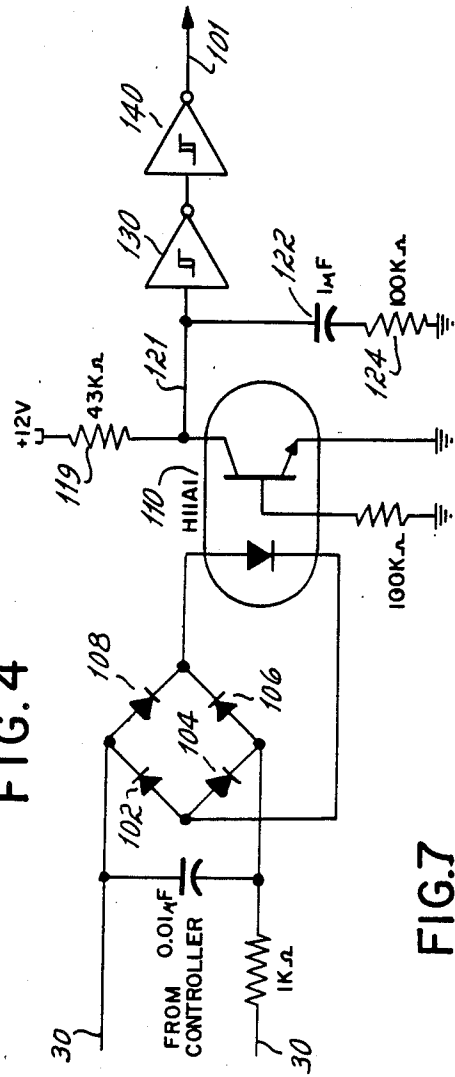 FIG. 4
30
FROM CONTROLLER
0.01µF
30
1KΩ
102
104
106
108
110
H11A1
100KΩ
+12V
119
43KΩ
121
122
1µF
124
100KΩ
130
140
101
FIG.7